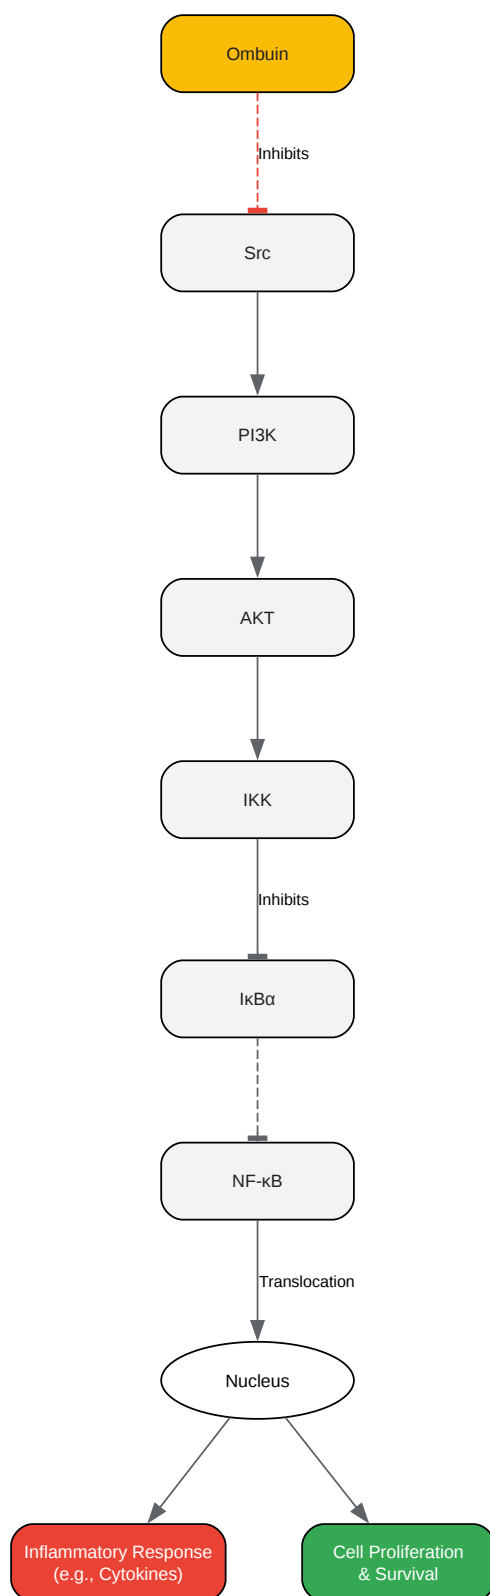 Ombuin
Inhibits
Src
PI3K
AKT
IKK
Inhibits
IκBα
NF-κB
Translocation
Nucleus
Inflammatory Response
(e.g., Cytokines)
Cell Proliferation
& Survival